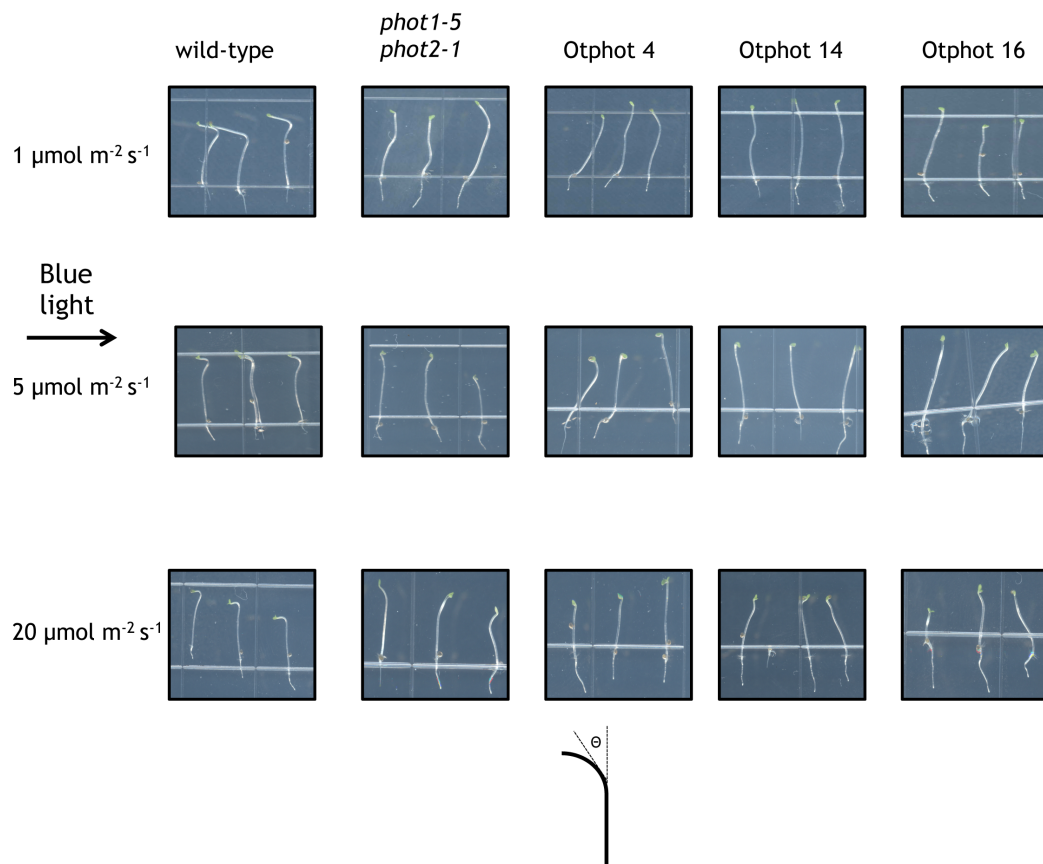 phot1-5
wild-type phot2-1 Otphot 4 Otphot 14 Otphot 16
1 µmol m-2 s-1
Blue
light
5 µmol m-2 s-1
20 µmol m-2 s-1
Θ